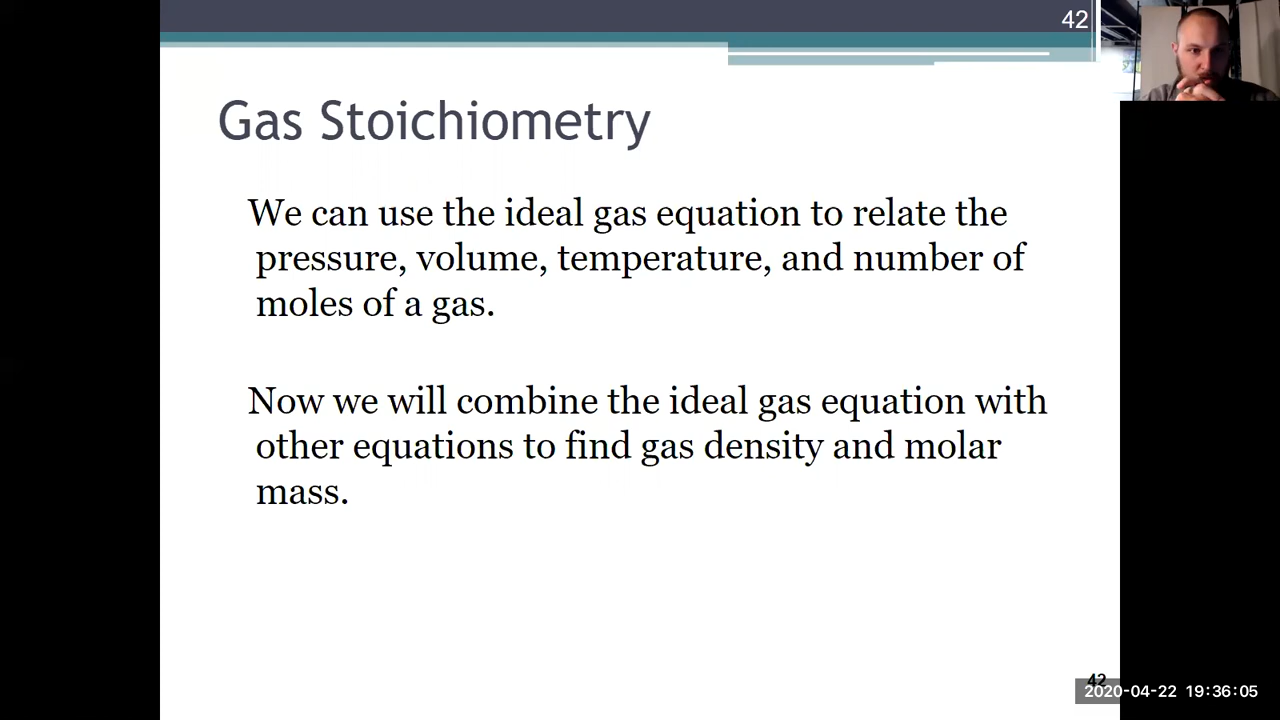 42
Gas Stoichiometry
We can use the ideal gas equation to relate the
pressure, volume, temperature, and number of
moles of a gas.
Now we will combine the ideal gas equation with
other equations to find gas density and molar
mass.
42
2020-04-22 19:36:05